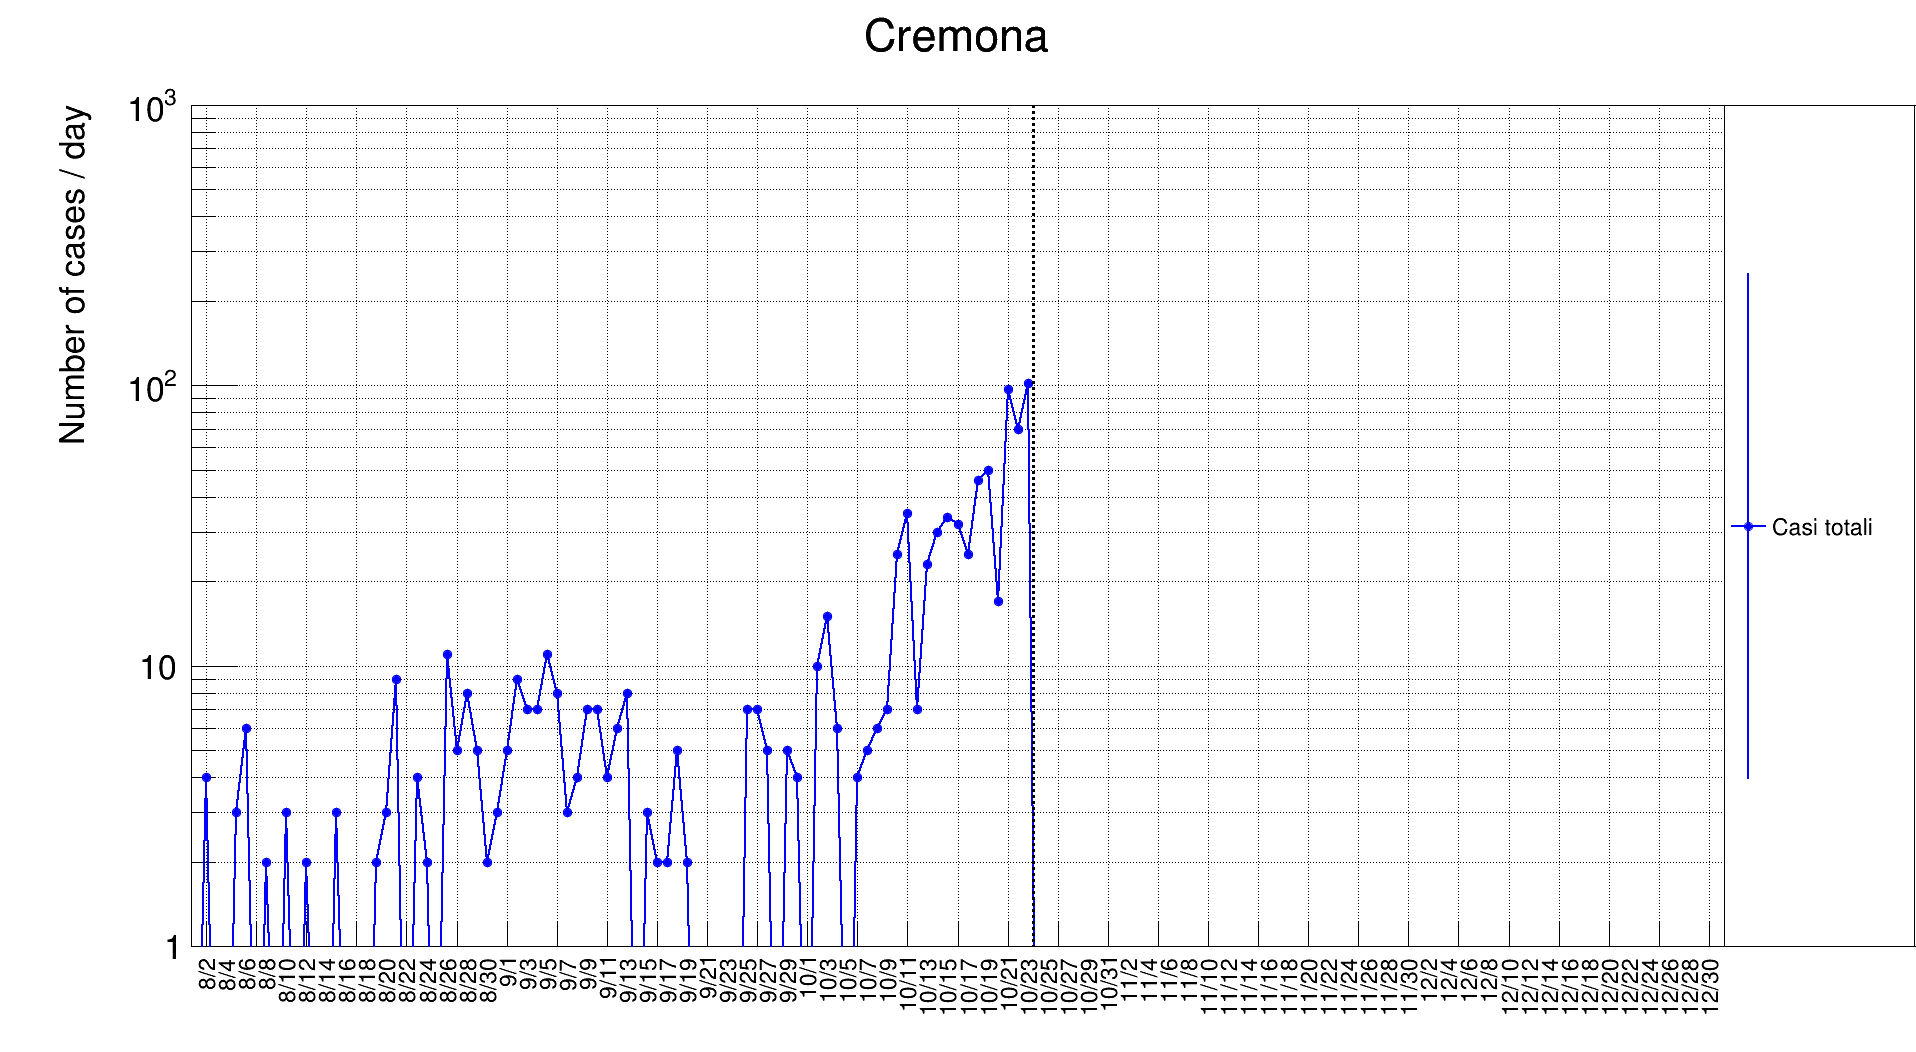 Cremona
Number of cases / day
10³
10²
10
1
8/2 8/4 8/6 8/8 8/10 8/12 8/14 8/16 8/18 8/20 8/22 8/24 8/26 8/28 8/30 9/1 9/3 9/5 9/7 9/9 9/11 9/13 9/15 9/17 9/19 9/21 9/23 9/25 9/27 9/29 10/1 10/3 10/5 10/7 10/9 10/11 10/13 10/15 10/17 10/19 10/21 10/23 10/25 10/27 10/29 10/31 11/2 11/4 11/6 11/8 11/10 11/12 11/14 11/16 11/18 11/20 11/22 11/24 11/26 11/28 11/30 12/2 12/4 12/6 12/8 12/10 12/12 12/14 12/16 12/18 12/20 12/22 12/24 12/26 12/28 12/30
Casi totali